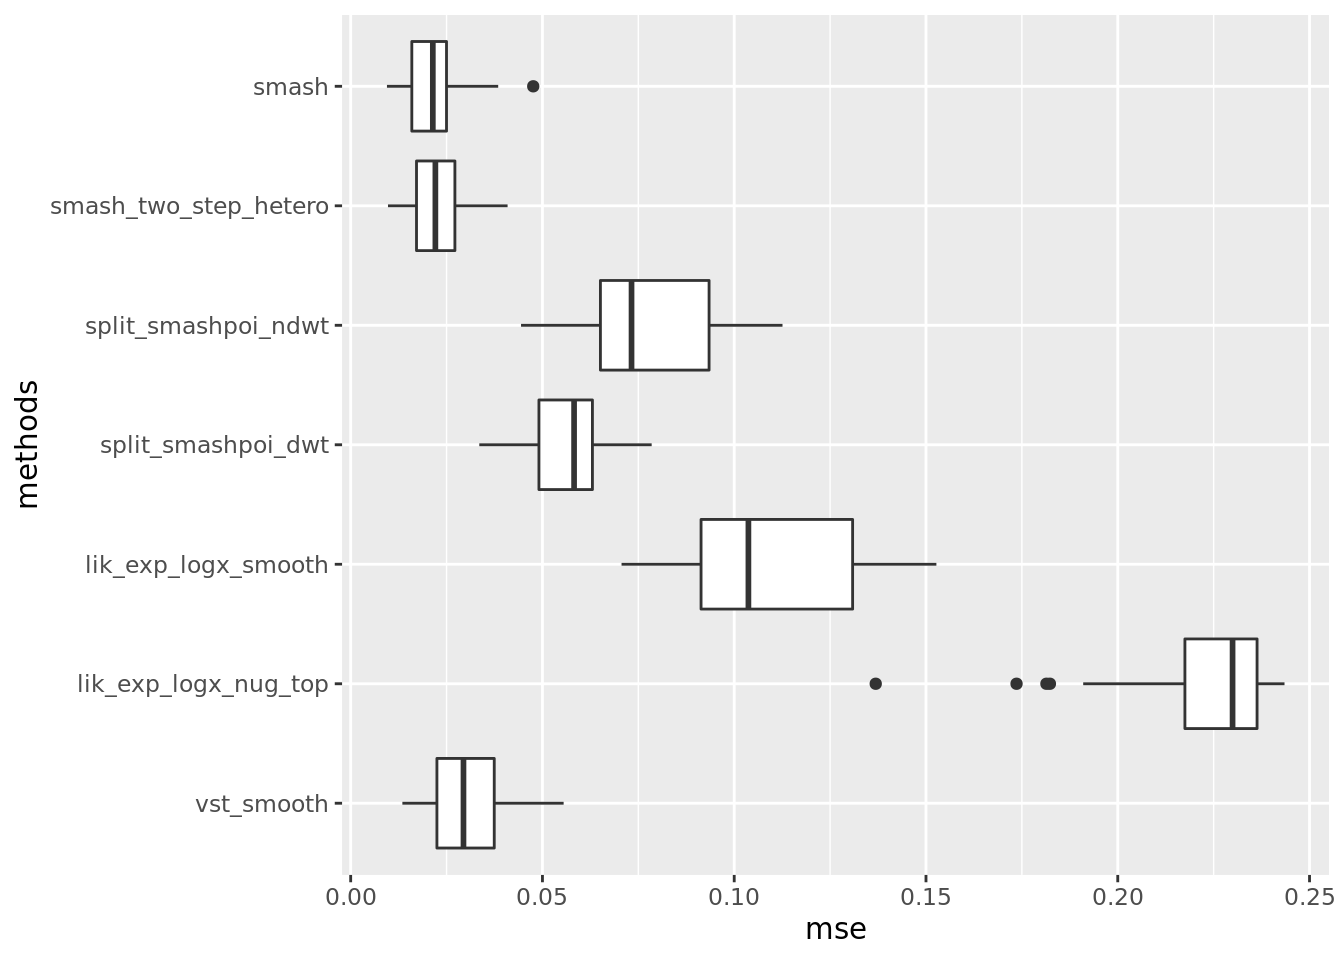 smash
smash_two_step_hetero
split_smashpoi_ndwt
split_smashpoi_dwt
lik_exp_logx_smooth
lik_exp_logx_nug_top
vst_smooth
methods
0.00 0.05 0.10 0.15 0.20 0.25
mse